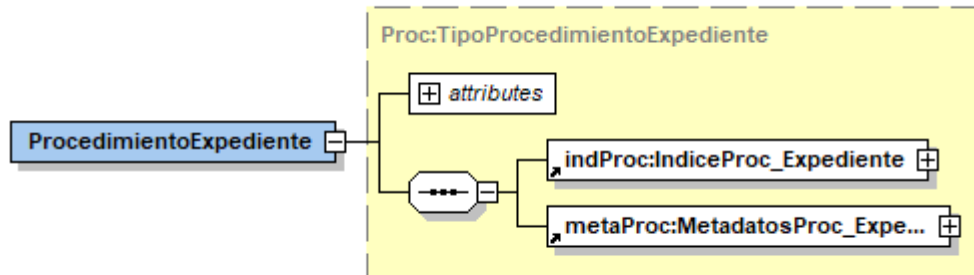 Proc:TipoProcedimientoExpediente
attributes
ProcedimientoExpediente
indProc:IndiceProc_Expediente
metaProc:MetadatosProc_Expe...